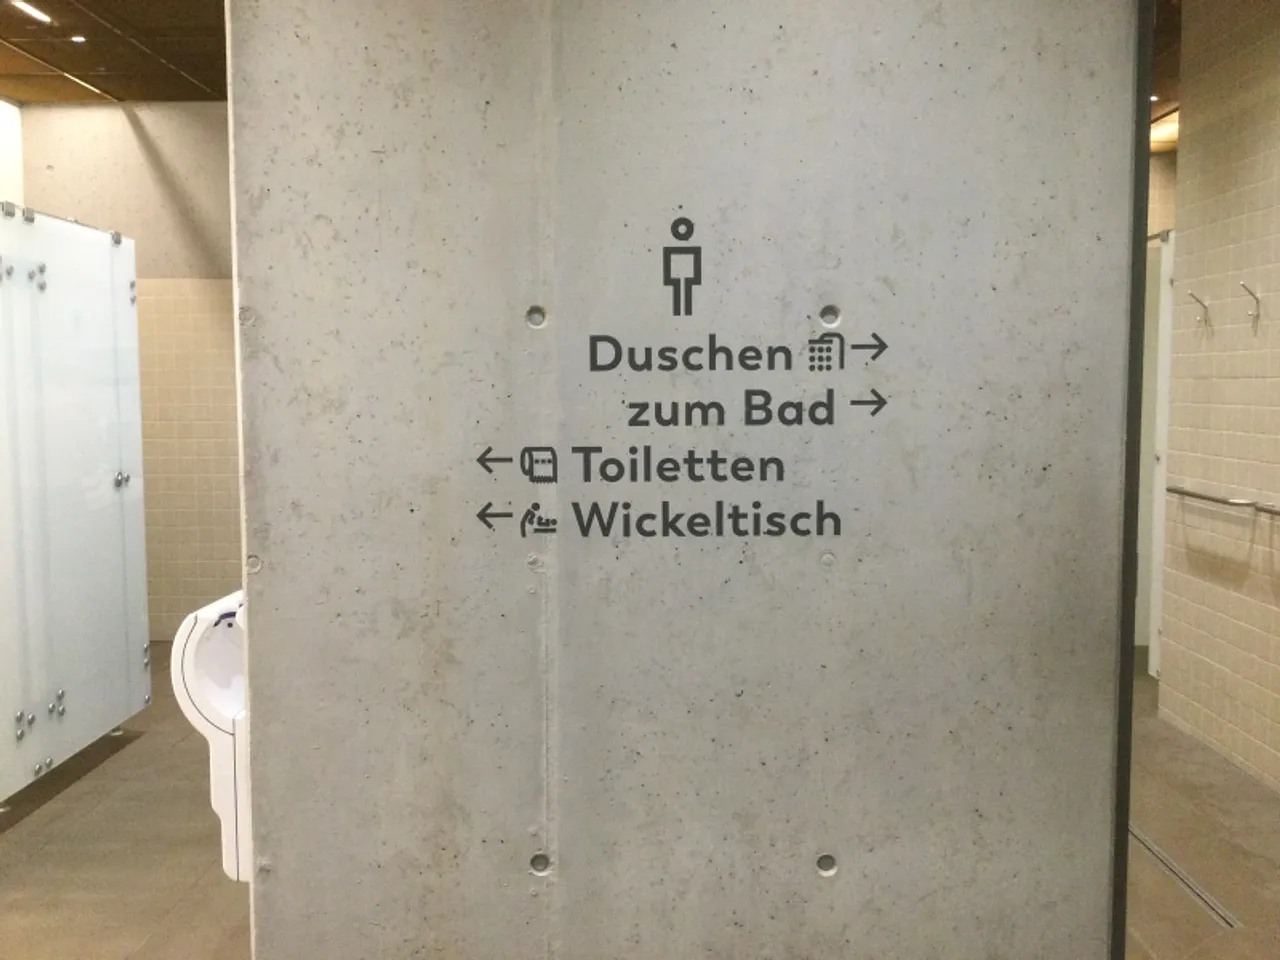 Duschen
zum Bad
Toiletten
Wickeltisch